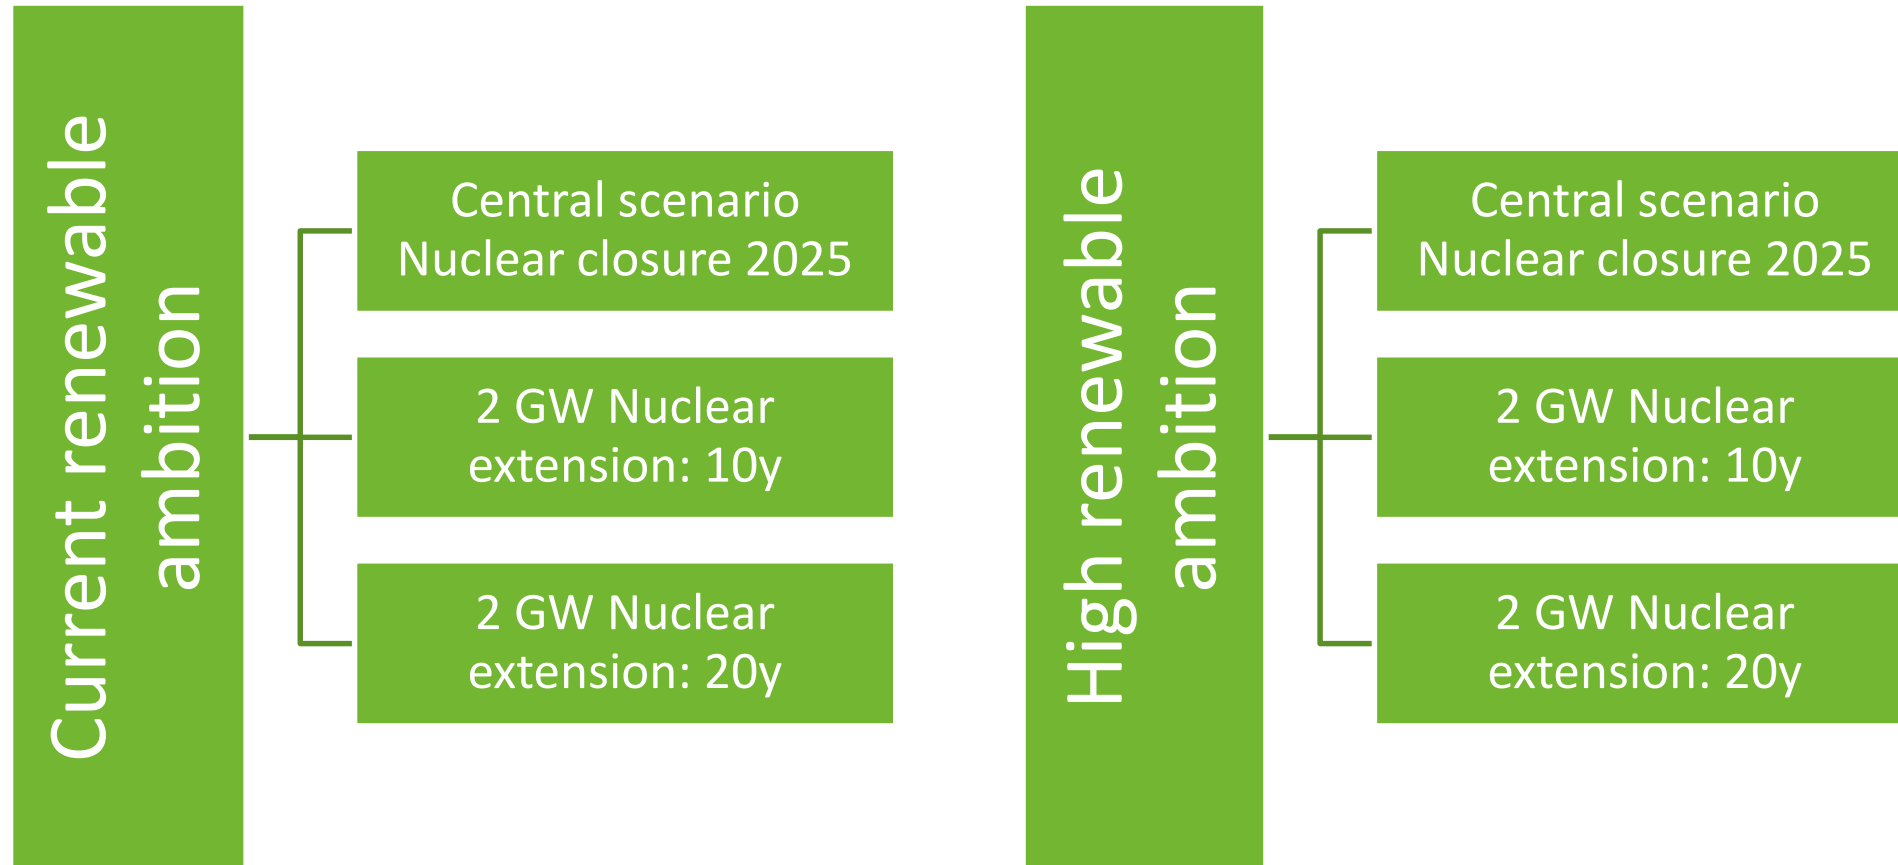 Current renewable
ambition
Central scenario
Nuclear closure 2025
2 GW Nuclear
extension: 10y
2 GW Nuclear
extension: 20y
High renewable
ambition
Central scenario
Nuclear closure 2025
2 GW Nuclear
extension: 10y
2 GW Nuclear
extension: 20y